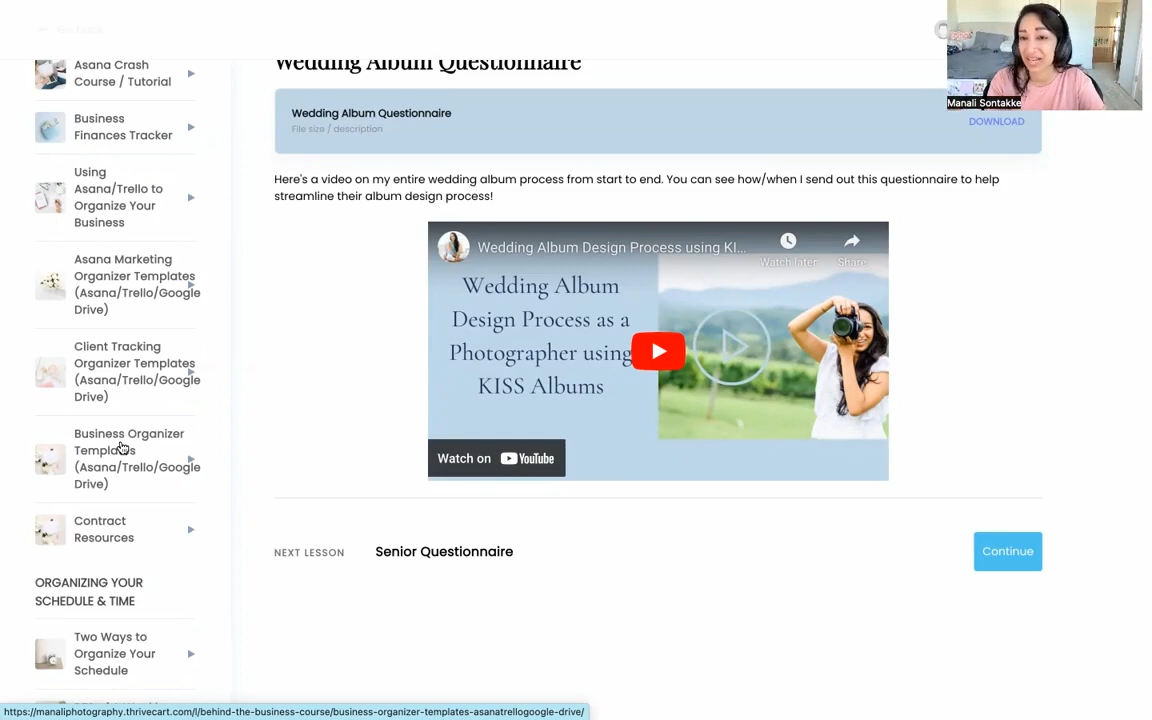 Wedding Album Questionnaire
Manali Sontakke
Asana Crash
Course / Tutorial
Business
Finances Tracker
Using
Asana/Trello to
Organize Your
Business
Asana Marketing
Organizer Templates
(Asana/Trello/Google
Drive)
Client Tracking
Organizer Templates
(Asana/Trello/Google
Drive)
Business Organizer
Templates
(Asana/Trello/Google
Drive)
Contract
Resources
ORGANIZING YOUR
SCHEDULE & TIME
Two Ways to
Organize Your
Schedule
Wedding Album Questionnaire
File size / description
DOWNLOAD
Here's a video on my entire wedding album process from start to end. You can see how/when I send out this questionnaire to help
streamline their album design process!
Wedding Album Design Process using KI...
Watch later
Share
Wedding Album
Design Process as a
Photographer using
KISS Albums
Watch on YouTube
NEXT LESSON
Senior Questionnaire
Continue
https://manaliphotography.thrivecart.com/l/behind-the-business-course/business-organizer-templates-asanatrellogoogle-drive/